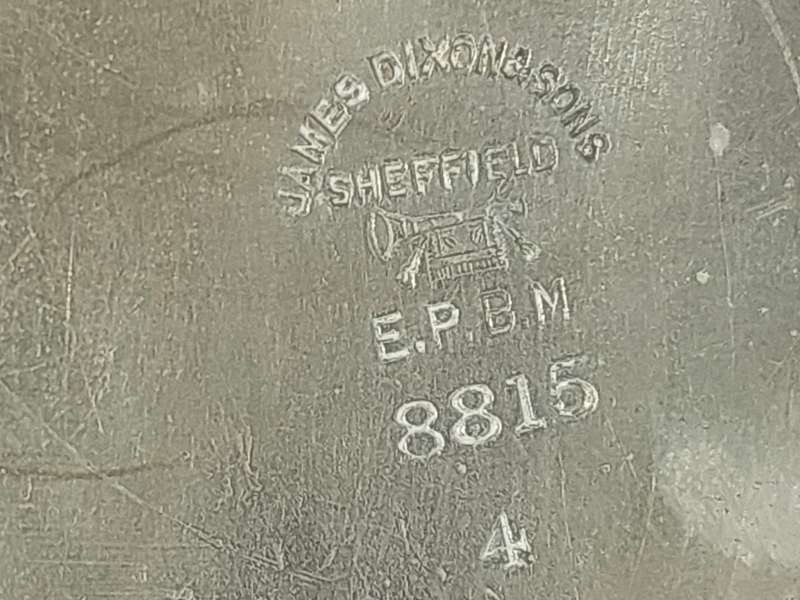 JAMES DIXON & SONS
SHEFFIELD
E.P.B.M
8815
4